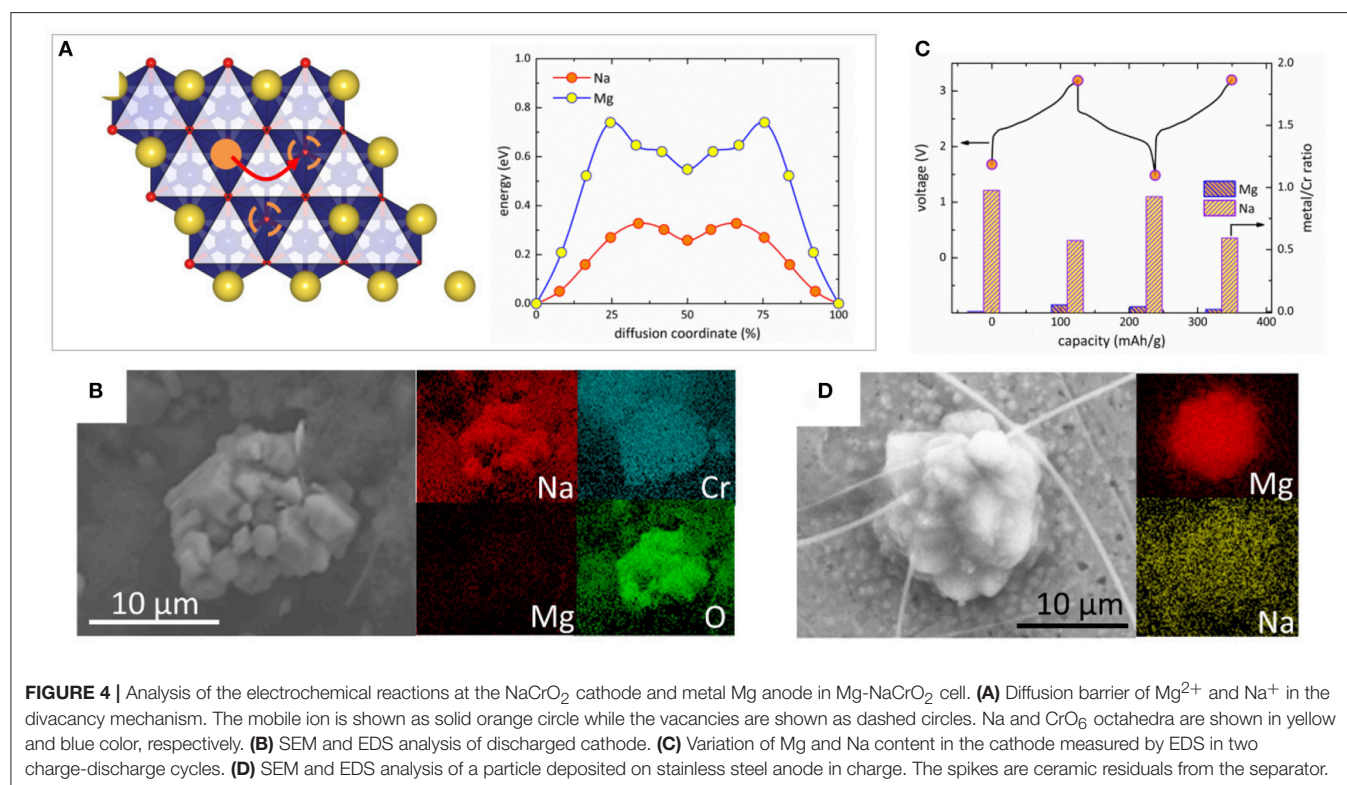 A
1.0
0.8
0.6
0.4
0.2
0.0
energy (eV)
Na
Mg
0
25
50
75
100
diffusion coordinate (%)
C
3
2
1
0
voltage (V)
Mg
Na
2.0
1.5
1.0
0.5
0.0
metal/Cr ratio
0
100
200
300
400
capacity (mAh/g)
B
10 µm
Na
Cr
Mg
O
D
10 µm
Mg
Na
FIGURE 4 | Analysis of the electrochemical reactions at the NaCrO₂ cathode and metal Mg anode in Mg-NaCrO₂ cell. (A) Diffusion barrier of Mg²⁺ and Na⁺ in the
divacancy mechanism. The mobile ion is shown as solid orange circle while the vacancies are shown as dashed circles. Na and CrO₆ octahedra are shown in yellow
and blue color, respectively. (B) SEM and EDS analysis of discharged cathode. (C) Variation of Mg and Na content in the cathode measured by EDS in two
charge-discharge cycles. (D) SEM and EDS analysis of a particle deposited on stainless steel anode in charge. The spikes are ceramic residuals from the separator.